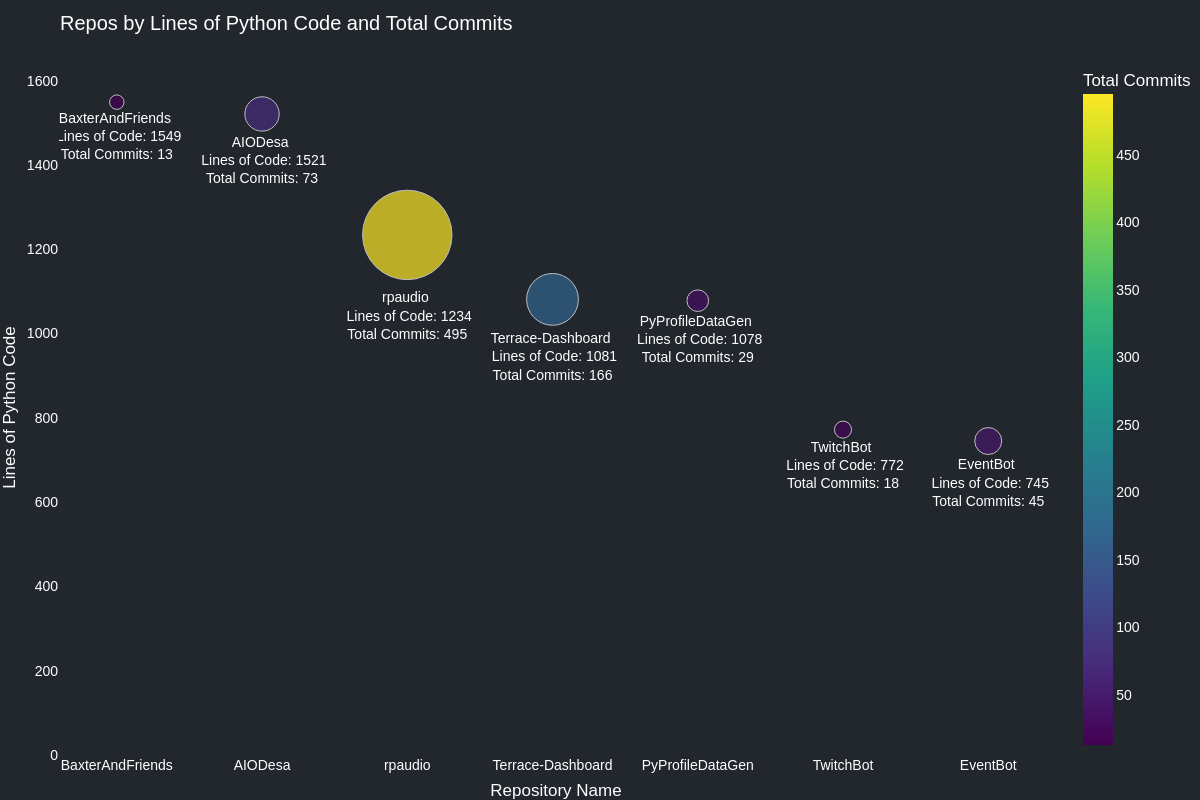 Repos by Lines of Python Code and Total Commits
Total Commits
1600
1400
1200
1000
800
600
400
200
0
Lines of Python Code
BaxterAndFriends
Lines of Code: 1549
Total Commits: 13
AIODesa
Lines of Code: 1521
Total Commits: 73
rpaudio
Lines of Code: 1234
Total Commits: 495
Terrace-Dashboard
Lines of Code: 1081
Total Commits: 166
PyProfileDataGen
Lines of Code: 1078
Total Commits: 29
TwitchBot
Lines of Code: 772
Total Commits: 18
EventBot
Lines of Code: 745
Total Commits: 45
450
400
350
300
250
200
150
100
50
BaxterAndFriends
AIODesa
rpaudio
Terrace-Dashboard
PyProfileDataGen
TwitchBot
EventBot
Repository Name